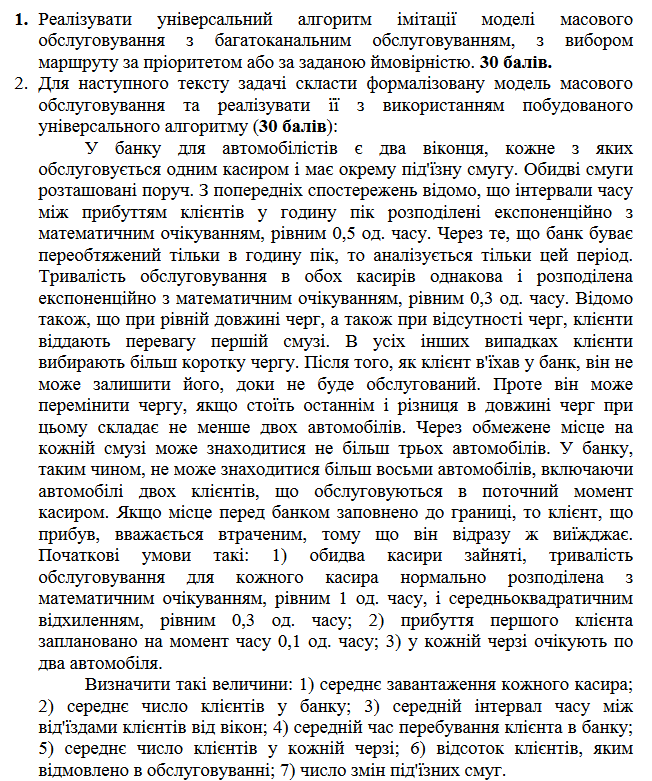 1. Реалізувати універсальний алгоритм імітації моделі масового
обслуговування з багатоканальним обслуговуванням, з вибором
маршруту за пріоритетом або за заданою ймовірністю. 30 балів.
2. Для наступного тексту задачі скласти формалізовану модель масового
обслуговування та реалізувати її з використанням побудованого
універсального алгоритму (30 балів):
У банку для автомобілістів є два віконця, кожне з яких
обслуговується одним касиром і має окрему під'їзну смугу. Обидві смуги
розташовані поруч. З попередніх спостережень відомо, що інтервали часу
між прибуттям клієнтів у годину пік розподілені експоненційно з
математичним очікуванням, рівним 0,5 од. часу. Через те, що банк буває
переобтяжений тільки в годину пік, то аналізується тільки цей період.
Тривалість обслуговування в обох касирів однакова і розподілена
експоненційно з математичним очікуванням, рівним 0,3 од. часу. Відомо
також, що при рівній довжині черг, а також при відсутності черг, клієнти
віддають перевагу першій смузі. В усіх інших випадках клієнти
вибирають більш коротку чергу. Після того, як клієнт в'їхав у банк, він не
може залишити його, доки не буде обслугований. Проте він може
перемінити чергу, якщо стоїть останнім і різниця в довжині черг при
цьому складає не менше двох автомобілів. Через обмежене місце на
кожній смузі може знаходитися не більш трьох автомобілів. У банку,
таким чином, не може знаходитися більш восьми автомобілів, включаючи
автомобілі двох клієнтів, що обслуговуються в поточний момент
касиром. Якщо місце перед банком заповнено до границі, то клієнт, що
прибув, вважається втраченим, тому що він відразу ж виїжджає.
Початкові умови такі: 1) обидва касири зайняті, тривалість
обслуговування для кожного касира нормально розподілена з
математичним очікуванням, рівним 1 од. часу, і середньоквадратичним
відхиленням, рівним 0,3 од. часу; 2) прибуття першого клієнта
заплановано на момент часу 0,1 од. часу; 3) у кожній черзі очікують по
два автомобіля.
Визначити такі величини: 1) середнє завантаження кожного касира;
2) середнє число клієнтів у банку; 3) середній інтервал часу між
від'їздами клієнтів від вікон; 4) середній час перебування клієнта в банку;
5) середнє число клієнтів у кожній черзі; 6) відсоток клієнтів, яким
відмовлено в обслуговуванні; 7) число змін під'їзних смуг.